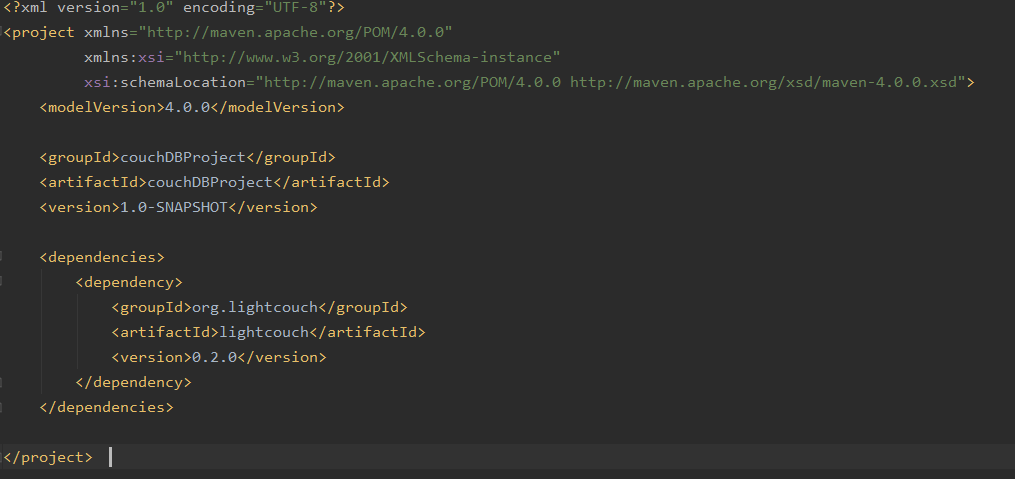 <?xml version="1.0" encoding="UTF-8"?>
<project xmlns="http://maven.apache.org/POM/4.0.0"
         xmlns:xsi="http://www.w3.org/2001/XMLSchema-instance"
         xsi:schemaLocation="http://maven.apache.org/POM/4.0.0 http://maven.apache.org/xsd/maven-4.0.0.xsd">
    <modelVersion>4.0.0</modelVersion>
    <groupId>couchDBProject</groupId>
    <artifactId>couchDBProject</artifactId>
    <version>1.0-SNAPSHOT</version>
    <dependencies>
        <dependency>
            <groupId>org.lightcouch</groupId>
            <artifactId>lightcouch</artifactId>
            <version>0.2.0</version>
        </dependency>
    </dependencies>
</project>